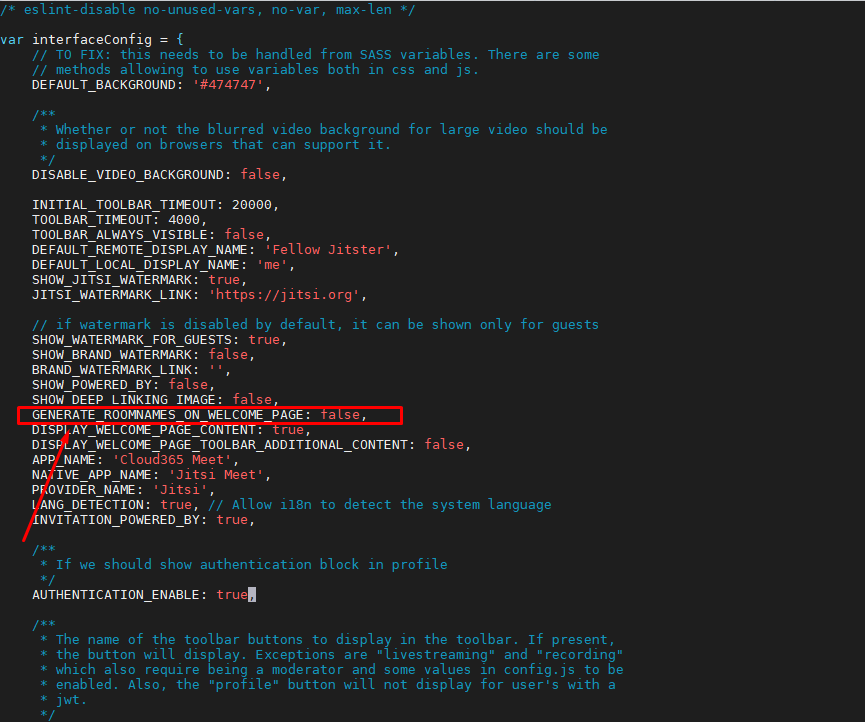 /* eslint-disable no-unused-vars, no-var, max-len */
var interfaceConfig = {
// TO FIX: this needs to be handled from SASS variables. There are some
// methods allowing to use variables both in css and js.
DEFAULT_BACKGROUND: '#474747',
/**
* Whether or not the blurred video background for large video should be
* displayed on browsers that can support it.
*/
DISABLE_VIDEO_BACKGROUND: false,
INITIAL_TOOLBAR_TIMEOUT: 20000,
TOOLBAR_TIMEOUT: 4000,
TOOLBAR_ALWAYS_VISIBLE: false,
DEFAULT_REMOTE_DISPLAY_NAME: 'Fellow Jitster',
DEFAULT_LOCAL_DISPLAY_NAME: 'me',
SHOW_JITSI_WATERMARK: true,
JITSI_WATERMARK_LINK: 'https://jitsi.org',
// if watermark is disabled by default, it can be shown only for guests
SHOW_WATERMARK_FOR_GUESTS: true,
SHOW_BRAND_WATERMARK: false,
BRAND_WATERMARK_LINK: '',
SHOW_POWERED_BY: false,
SHOW_DEEP_LINKING_IMAGE: false,
GENERATE_ROOMNAMES_ON_WELCOME_PAGE: false,
DISPLAY_WELCOME_PAGE_CONTENT: true,
DISPLAY_WELCOME_PAGE_TOOLBAR_ADDITIONAL_CONTENT: false,
APP_NAME: 'Cloud365 Meet',
NATIVE_APP_NAME: 'Jitsi Meet',
PROVIDER_NAME: 'Jitsi',
LANG_DETECTION: true, // Allow i18n to detect the system language
INVITATION_POWERED_BY: true,
/**
* If we should show authentication block in profile
*/
AUTHENTICATION_ENABLE: true,
/**
* The name of the toolbar buttons to display in the toolbar. If present,
* the button will display. Exceptions are "livestreaming" and "recording"
* which also require being a moderator and some values in config.js to be
* enabled. Also, the "profile" button will not display for user's with a
* jwt.
*/